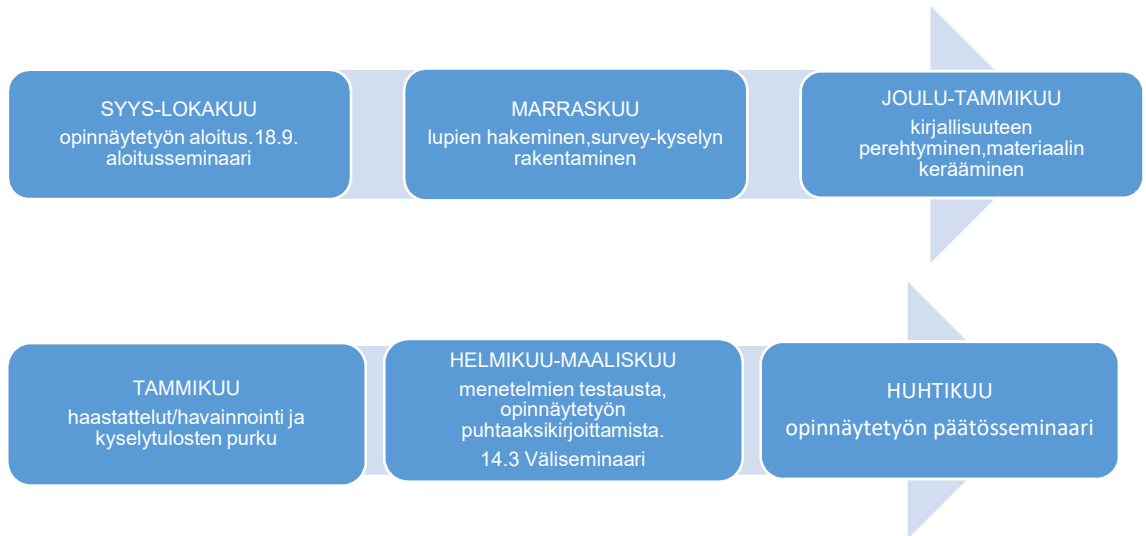 SYYS-LOKAKUU
opinnäytetyön aloitus.18.9.
aloitusseminaari
MARRASKUU
lupien hakeminen,survey-kyselyn
rakentaminen
JOULU-TAMMIKUU
kirjallisuuteen
perehtyminen,materiaalin
kerääminen
TAMMIKUU
haastattelut/havainnointi ja
kyselytulosten purku
HELMIKUU-MAALISKUU
menetelmien testausta,
opinnäytetyön
puhtaaksikirjoittamista.
14.3 Väliseminaari
HUHTIKUU
opinnäytetyön päätösseminaari